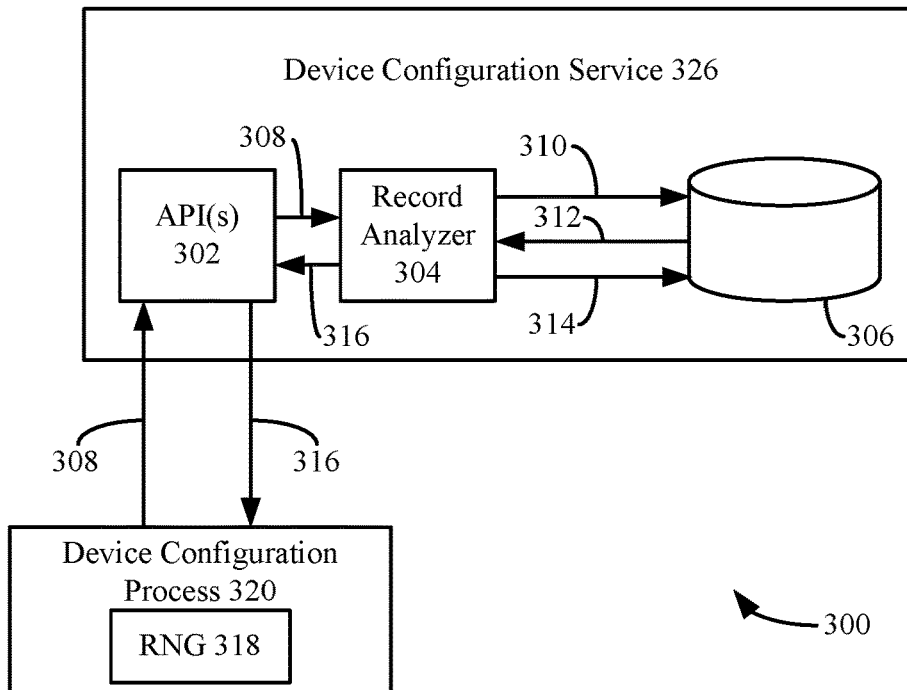 Device Configuration Service 326
308
310
API(s)
302
Record
Analyzer
304
312
316
314
306
308
316
Device Configuration
Process 320
RNG 318
300